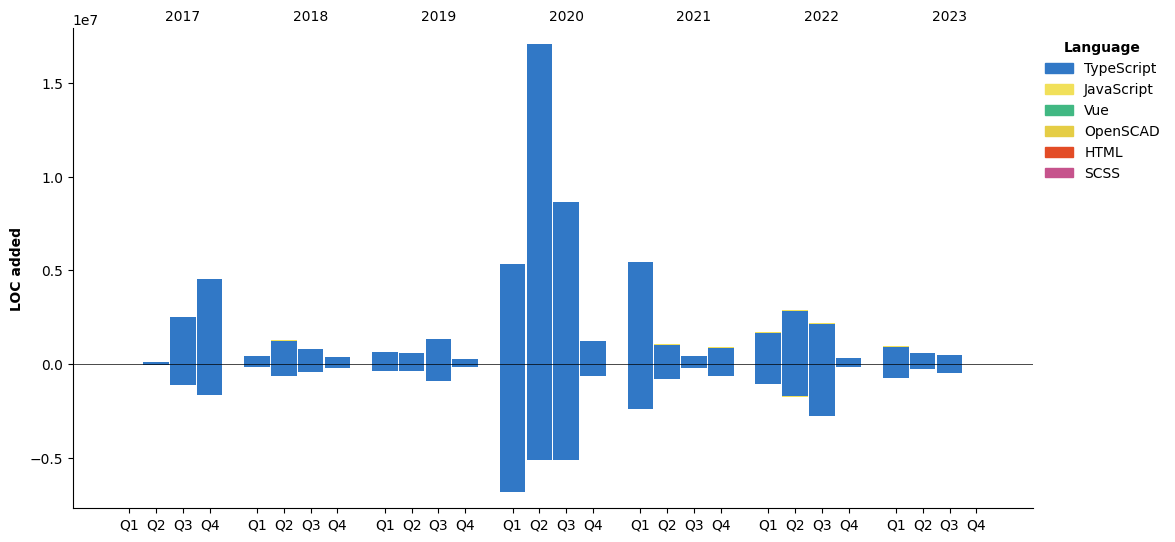 1e7
2017 2018 2019 2020 2021 2022 2023
Language
TypeScript
JavaScript
Vue
OpenSCAD
HTML
SCSS
1.5
1.0
0.5
0.0
−0.5
LOC added
Q1 Q2 Q3 Q4 Q1 Q2 Q3 Q4 Q1 Q2 Q3 Q4 Q1 Q2 Q3 Q4 Q1 Q2 Q3 Q4 Q1 Q2 Q3 Q4 Q1 Q2 Q3 Q4